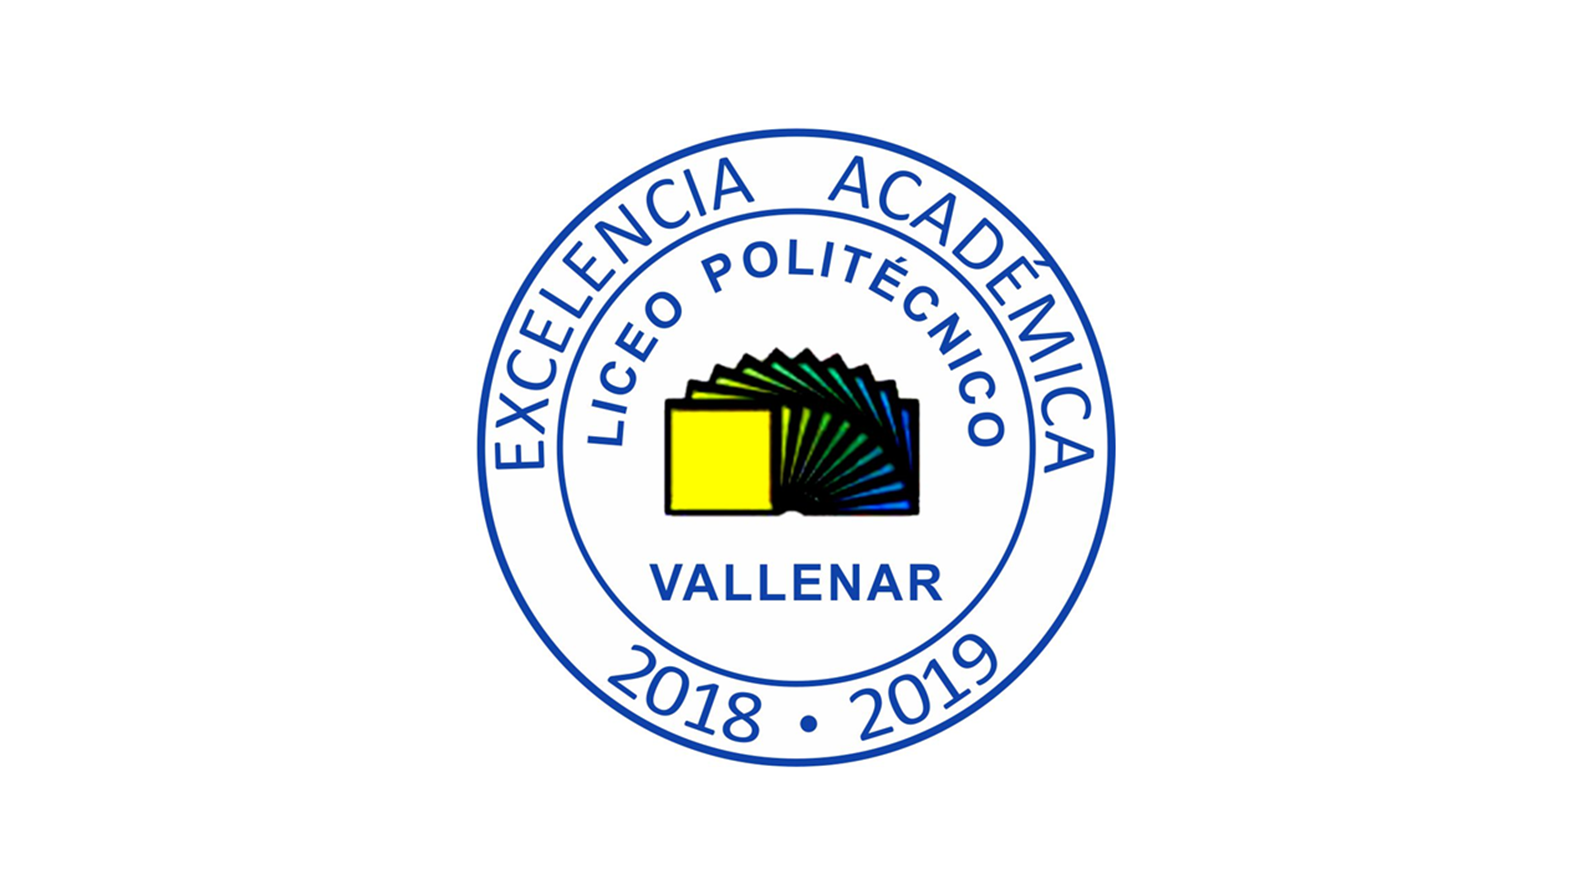 EXCELENCIA ACADÉMICA
LICEO POLITÉCNICO
VALLENAR
2018 • 2019